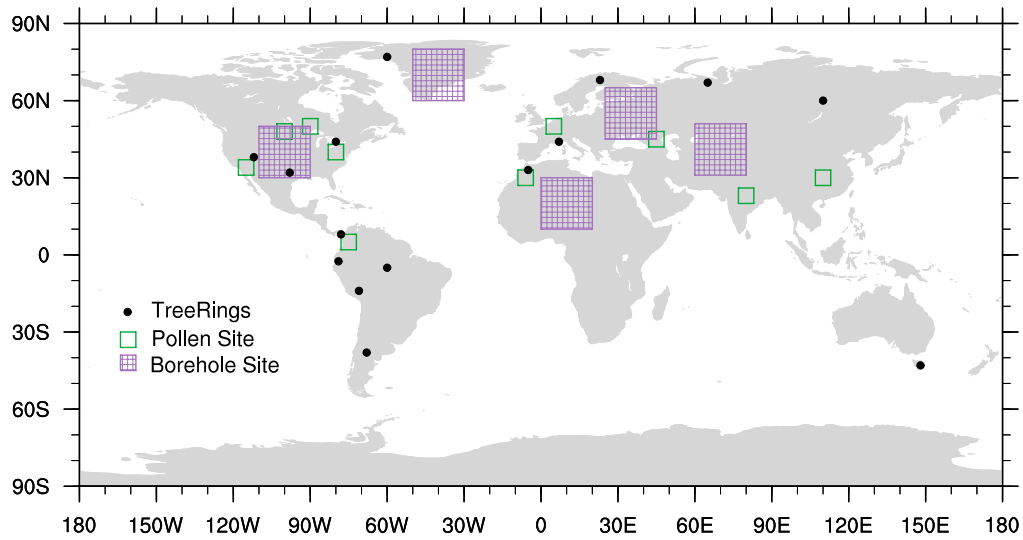 90N
60N
30N
0
30S
60S
90S
TreeRings
Pollen Site
Borehole Site
180 150W 120W 90W 60W 30W 0 30E 60E 90E 120E 150E 180